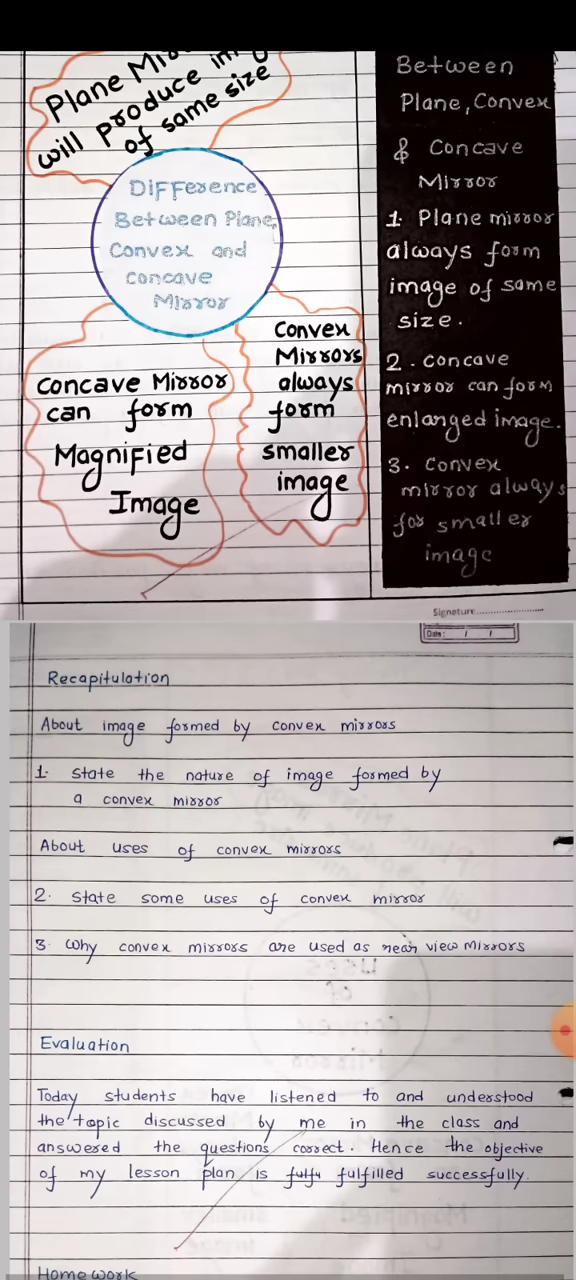 Plane Mir
will produce imag
of same size
Difference
Between Plane,
Convex and
Concave
Mirror
Concave Mirror
can form
Magnified
Image
Convex
Mirrors
always
form
smaller
image
Between
Plane, Convex
& Concave
Mirror
1. Plane mirror
always form
image of same
size.
2. Concave
mirror can form
enlarged image.
3. Convex
mirror always
for smaller
image
Signature
Date: / /
Recapitulation
About image formed by convex mirrors
1. State the nature of image formed by
a convex mirror
About uses of convex mirrors
2. State some uses of convex mirror
3 Why convex mirrors are used as rear view Mirrors
Evaluation
Today students have listened to and understood
the topic discussed by me in the class and
answered the questions correct. Hence the objective
of my lesson plan is fulfu fulfilled successfully.
Homework